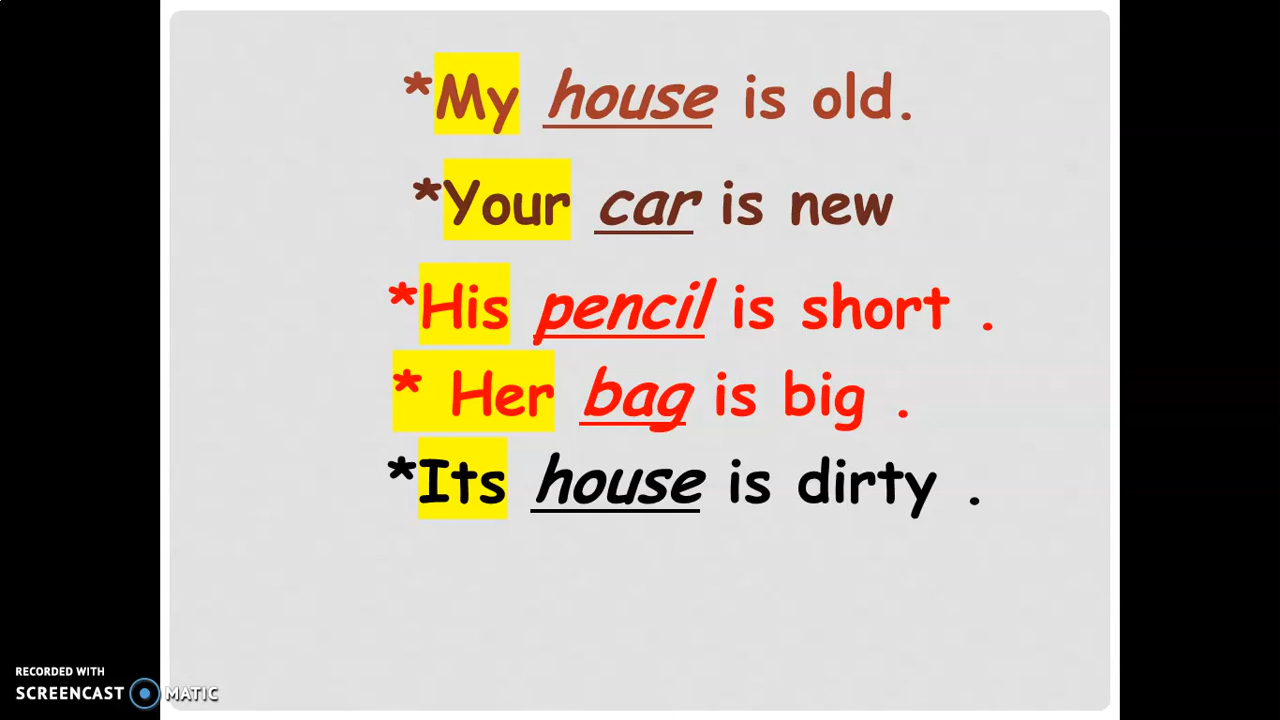 *My house is old.
*Your car is new
*His pencil is short .
* Her bag is big .
*Its house is dirty .
RECORDED WITH
SCREENCAST MATIC